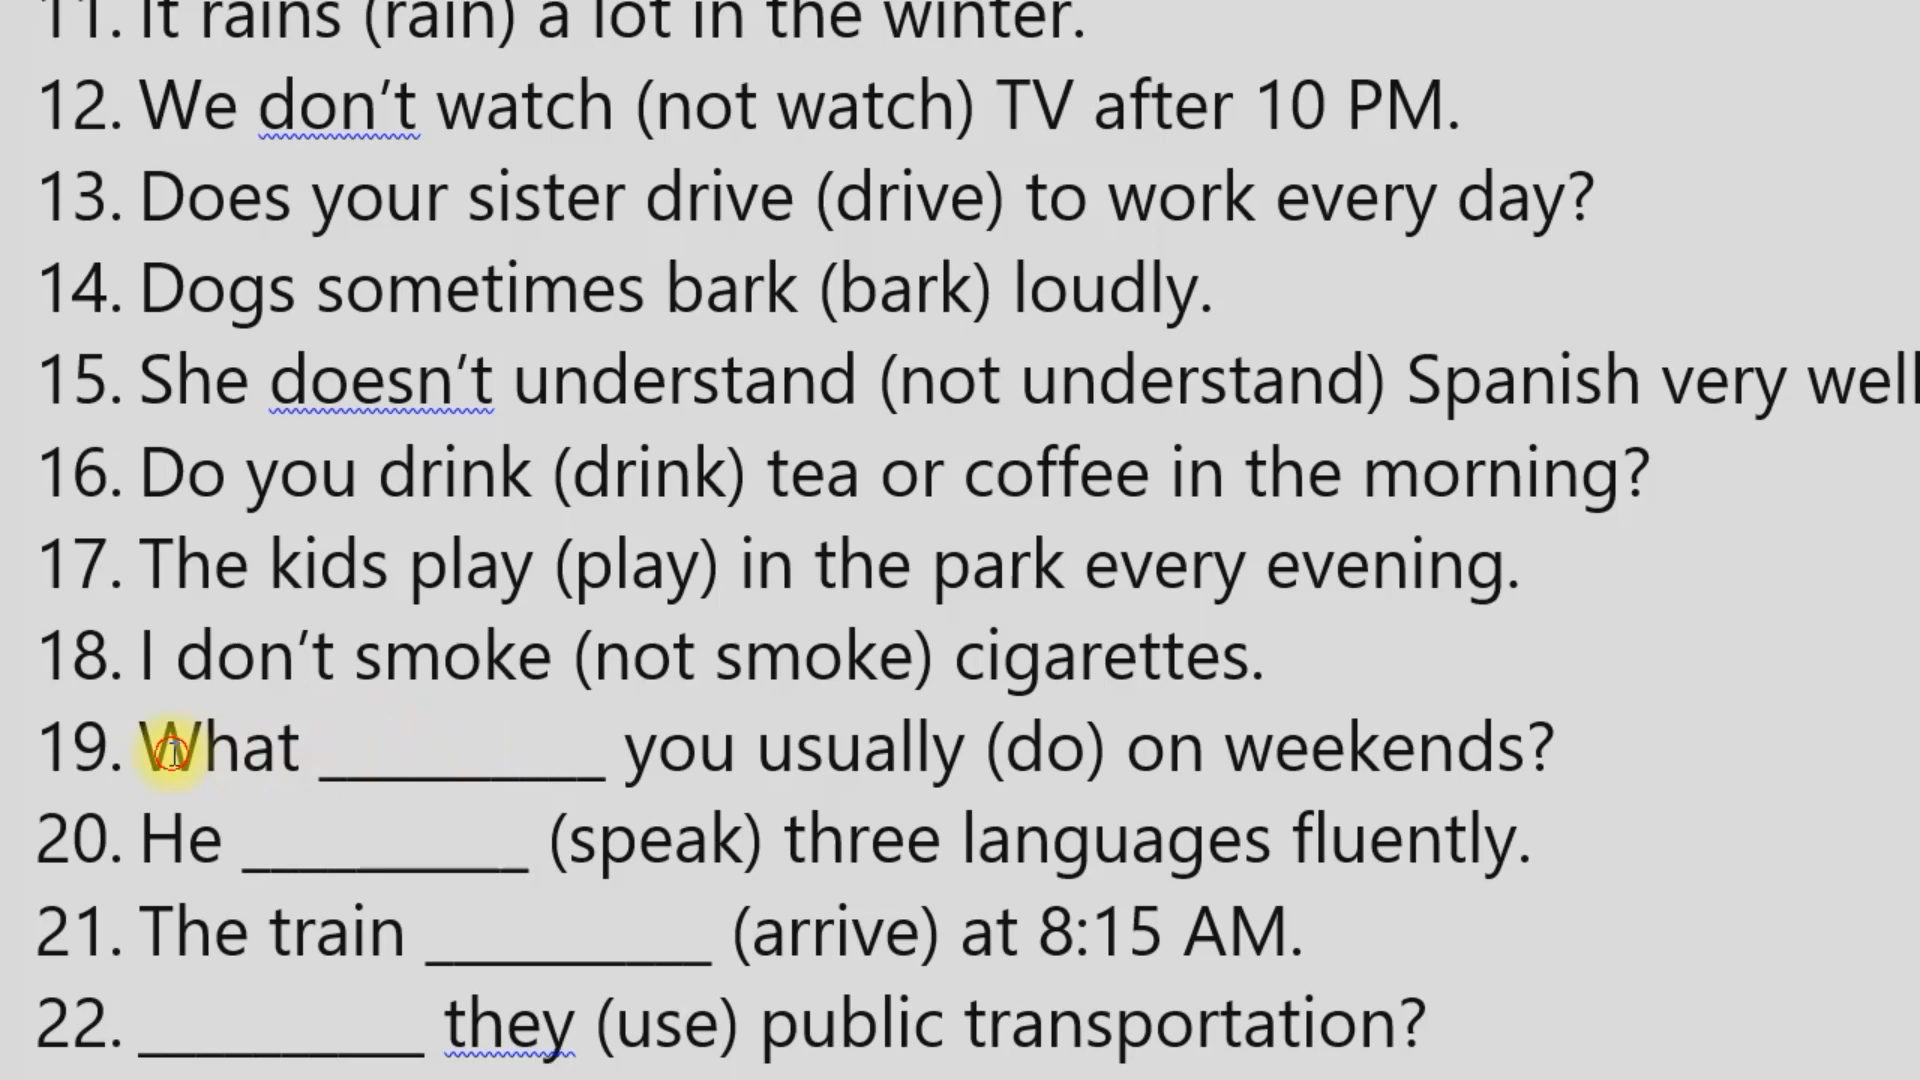 11. It rains (rain) a lot in the winter.
12. We don’t watch (not watch) TV after 10 PM.
13. Does your sister drive (drive) to work every day?
14. Dogs sometimes bark (bark) loudly.
15. She doesn’t understand (not understand) Spanish very well
16. Do you drink (drink) tea or coffee in the morning?
17. The kids play (play) in the park every evening.
18. I don’t smoke (not smoke) cigarettes.
19. What __________ you usually (do) on weekends?
20. He __________ (speak) three languages fluently.
21. The train __________ (arrive) at 8:15 AM.
22. __________ they (use) public transportation?